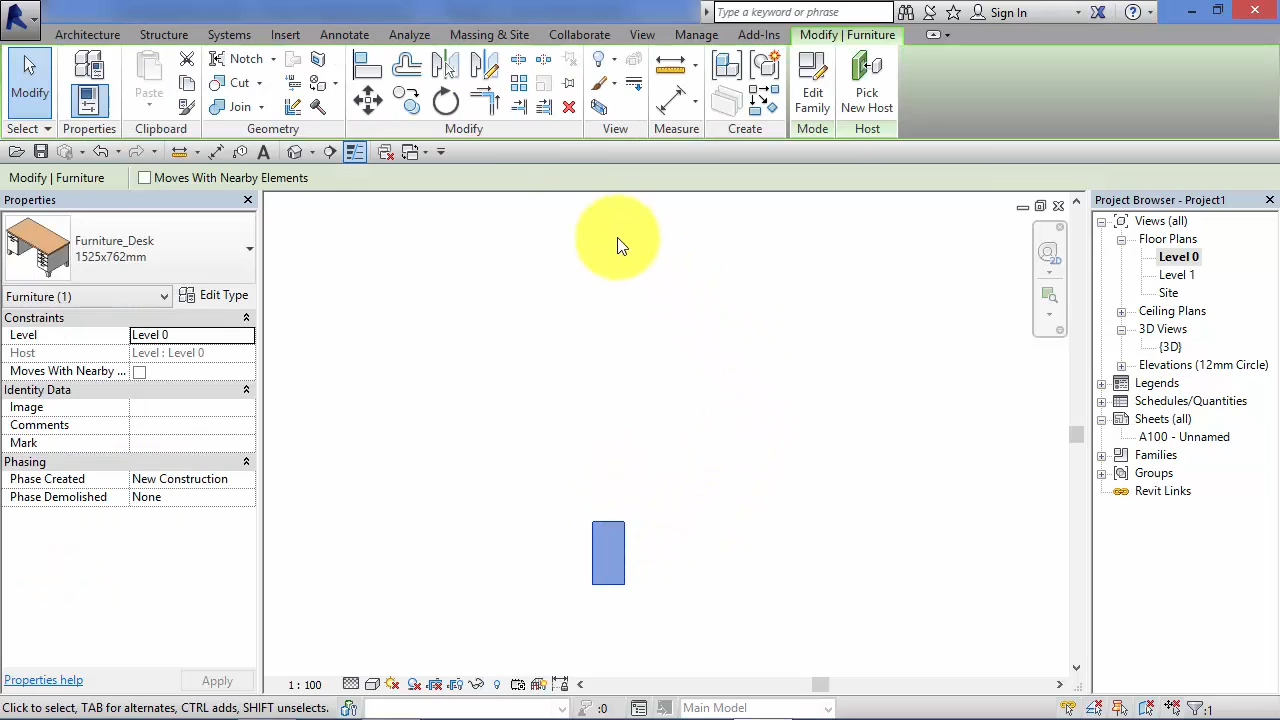 Type a keyword or phrase
Sign In
Architecture Structure Systems Insert Annotate Analyze Massing & Site Collaborate View Manage Add-Ins Modify | Furniture
Modify
Select
Properties
Paste
Clipboard
Notch
Cut
Join
Geometry
Modify
View
Measure
Create
Edit
Family
Mode
Pick
New Host
Host
Modify | Furniture
Moves With Nearby Elements
Properties
Furniture_Desk
1525x762mm
Furniture (1)
Edit Type
Constraints
Level Level 0
Host Level : Level 0
Moves With Nearby ...
Identity Data
Image
Comments
Mark
Phasing
Phase Created New Construction
Phase Demolished None
Properties help
Apply
2D
Project Browser - Project1
Views (all)
Floor Plans
Level 0
Level 1
Site
Ceiling Plans
3D Views
{3D}
Elevations (12mm Circle)
Legends
Schedules/Quantities
Sheets (all)
A100 - Unnamed
Families
Groups
Revit Links
1 : 100
Click to select, TAB for alternates, CTRL adds, SHIFT unselects.
:0
Main Model
:1